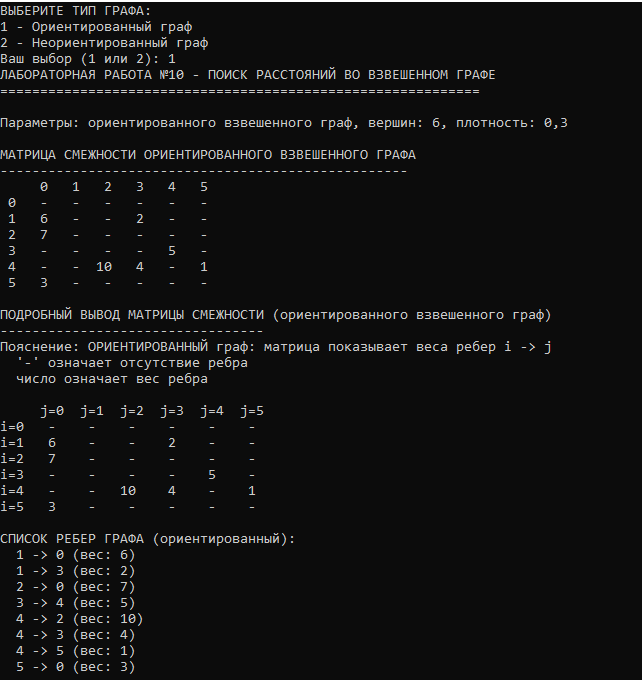 ВЫБЕРИТЕ ТИП ГРАФА:
1 - Ориентированный граф
2 - Неориентированный граф
Ваш выбор (1 или 2): 1
ЛАБОРАТОРНАЯ РАБОТА №10 - ПОИСК РАССТОЯНИЙ ВО ВЗВЕШЕННОМ ГРАФЕ
============================================================
Параметры: ориентированного взвешенного граф, вершин: 6, плотность: 0,3
МАТРИЦА СМЕЖНОСТИ ОРИЕНТИРОВАННОГО ВЗВЕШЕННОГО ГРАФА
---------------------------------------------------
     0   1   2   3   4   5
 0   -   -   -   -   -   -
 1   6   -   -   2   -   -
 2   7   -   -   -   -   -
 3   -   -   -   -   5   -
 4   -   -  10   4   -   1
 5   3   -   -   -   -   -
ПОДРОБНЫЙ ВЫВОД МАТРИЦЫ СМЕЖНОСТИ (ориентированного взвешенного граф)
---------------------------------
Пояснение: ОРИЕНТИРОВАННЫЙ граф: матрица показывает веса ребер i -> j
  '-' означает отсутствие ребра
  число означает вес ребра
     j=0  j=1  j=2  j=3  j=4  j=5
i=0   -    -    -    -    -    -
i=1   6    -    -    2    -    -
i=2   7    -    -    -    -    -
i=3   -    -    -    -    5    -
i=4   -    -   10    4    -    1
i=5   3    -    -    -    -    -
СПИСОК РЕБЕР ГРАФА (ориентированный):
  1 -> 0 (вес: 6)
  1 -> 3 (вес: 2)
  2 -> 0 (вес: 7)
  3 -> 4 (вес: 5)
  4 -> 2 (вес: 10)
  4 -> 3 (вес: 4)
  4 -> 5 (вес: 1)
  5 -> 0 (вес: 3)